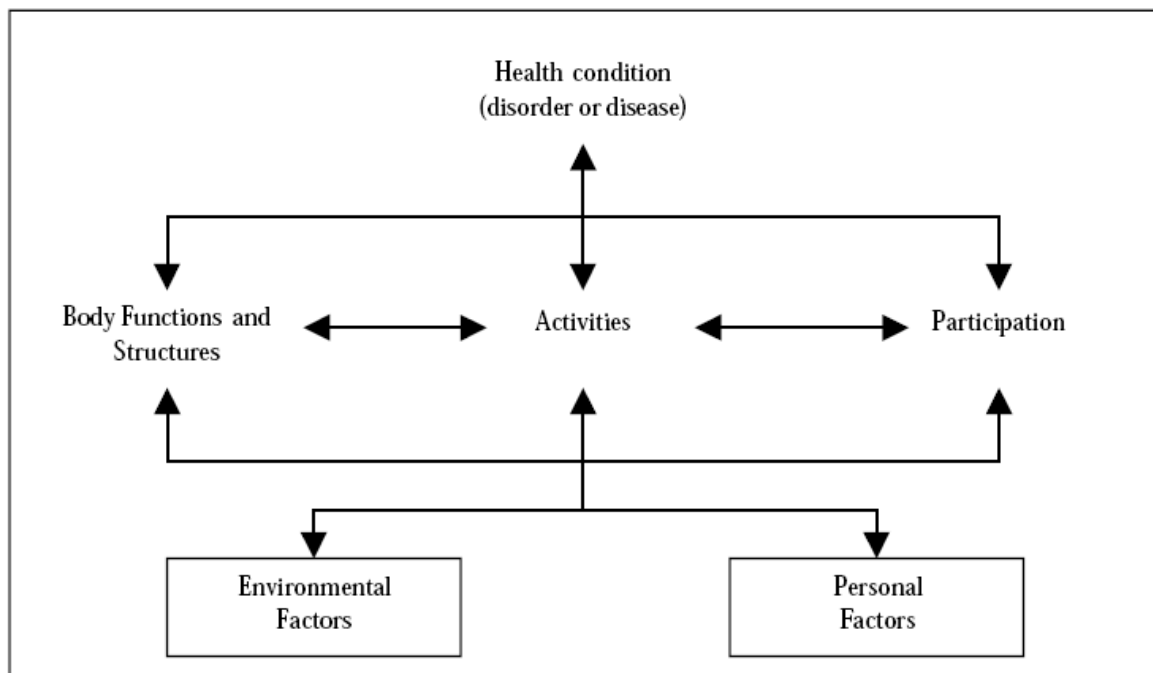 Health condition
(disorder or disease)
Body Functions and
Structures
Activities
Participation
Environmental
Factors
Personal
Factors